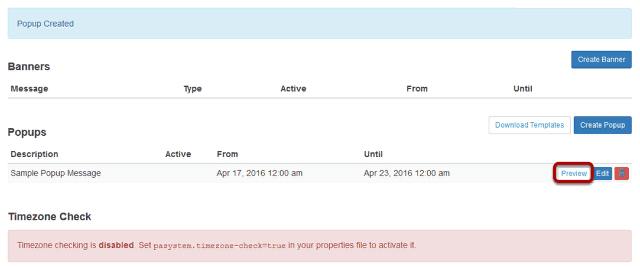 Popup Created
Create Banner
Banners
Message Type Active From Until
Download Templates Create Popup
Popups
Description Active From Until
Sample Popup Message Apr 17, 2016 12:00 am Apr 23, 2016 12:00 am Preview Edit
Timezone Check
Timezone checking is disabled. Set pasystem.timezone-check=true in your properties file to activate it.